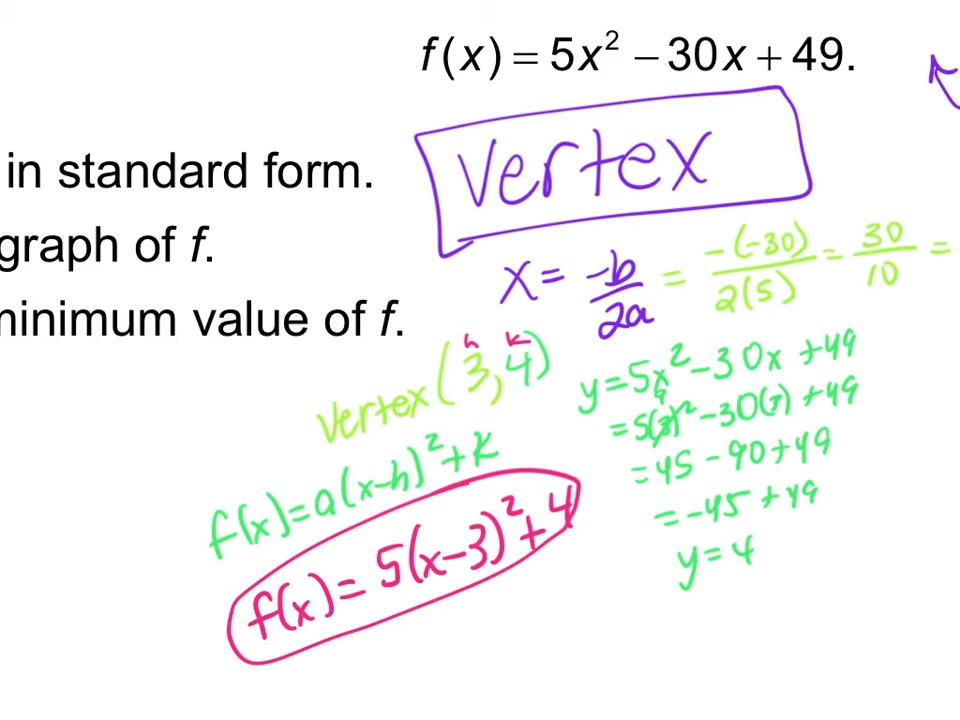 f(x) = 5x² − 30x + 49.
in standard form.
vertex
graph of f.
x = -b/2a = -(-30)/2(5) = 30/10 =
minimum value of f.
vertex (3, 4)
h k
y = 5x² - 30x + 49
= 5(3)² - 30(3) + 49
9
= 45 - 90 + 49
= -45 + 49
y = 4
f(x) = a(x-h)² + k
f(x) = 5(x-3)² + 4